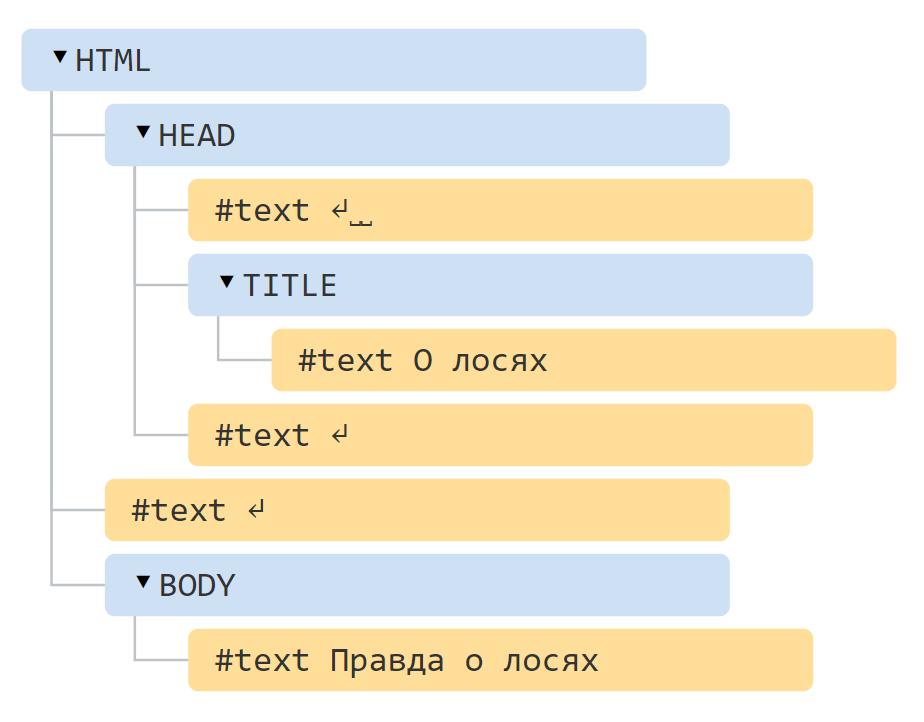 ▼ HTML
▼ HEAD
#text ↵␣␣
▼ TITLE
#text О лосях
#text ↵
#text ↵
▼ BODY
#text Правда о лосях